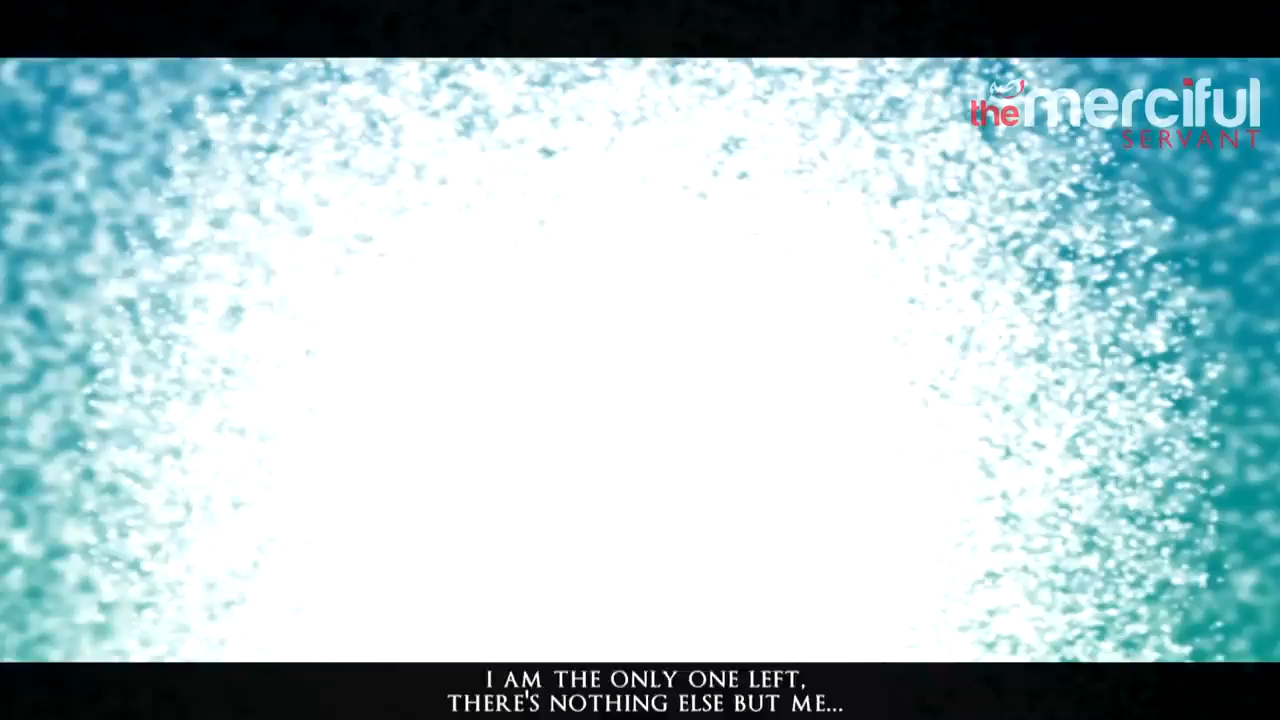 the merciful
SERVANT
I AM THE ONLY ONE LEFT,
THERE'S NOTHING ELSE BUT ME...